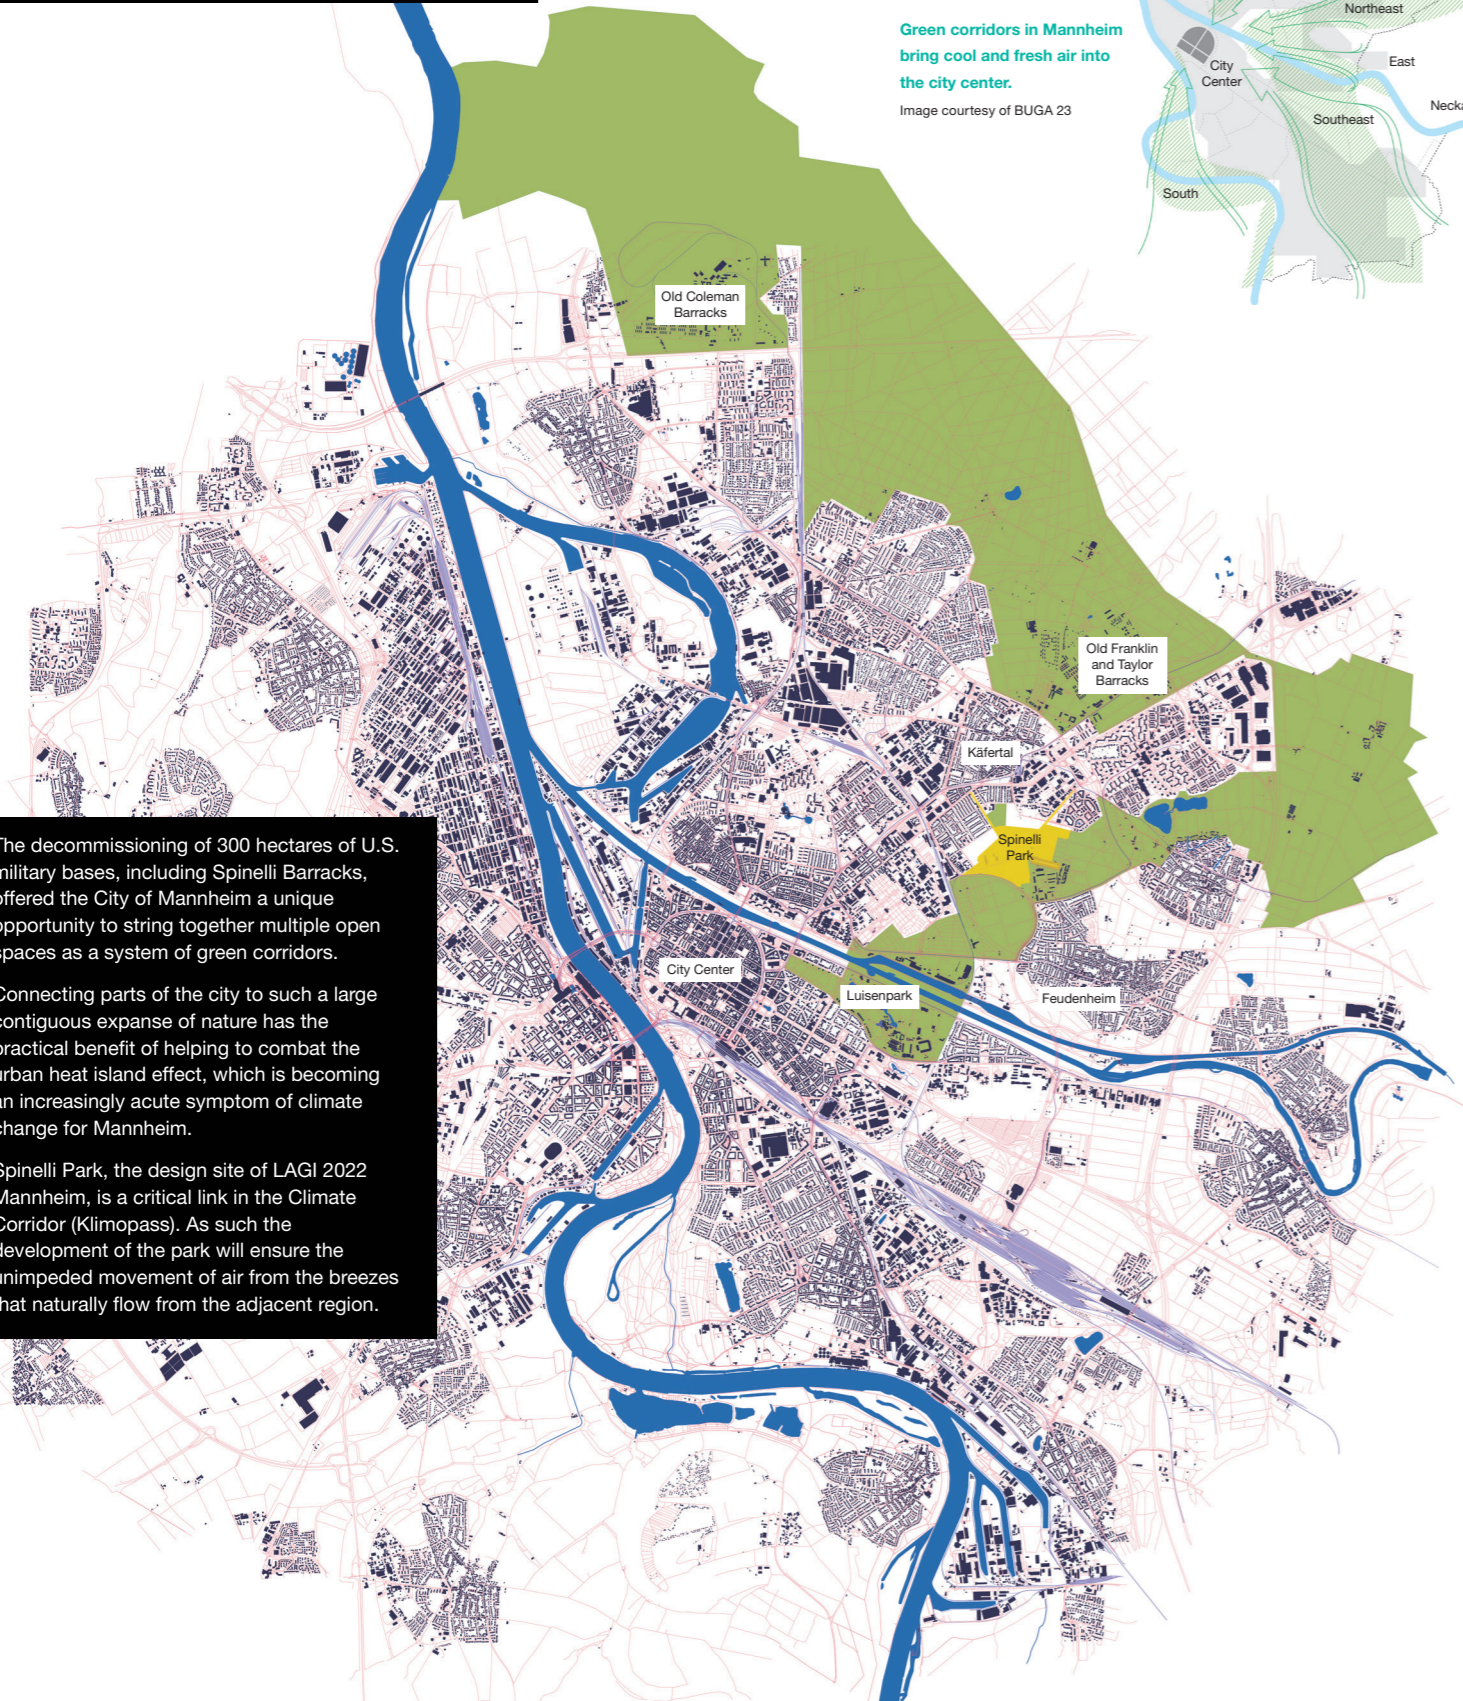 Green corridors in Mannheim
bring cool and fresh air into
the city center.
Image courtesy of BUGA 23
Northeast
City
Center
East
Southeast
South
Old Coleman
Barracks
Old Franklin
and Taylor
Barracks
Käfertal
Spinelli
Park
City Center
Luisenpark
Feudenheim
The decommissioning of 300 hectares of U.S.
military bases, including Spinelli Barracks,
offered the City of Mannheim a unique
opportunity to string together multiple open
spaces as a system of green corridors.
Connecting parts of the city to such a large
contiguous expanse of nature has the
practical benefit of helping to combat the
urban heat island effect, which is becoming
an increasingly acute symptom of climate
change for Mannheim.
Spinelli Park, the design site of LAGI 2022
Mannheim, is a critical link in the Climate
Corridor (Klimopass). As such the
development of the park will ensure the
unimpeded movement of air from the breezes
that naturally flow from the adjacent region.